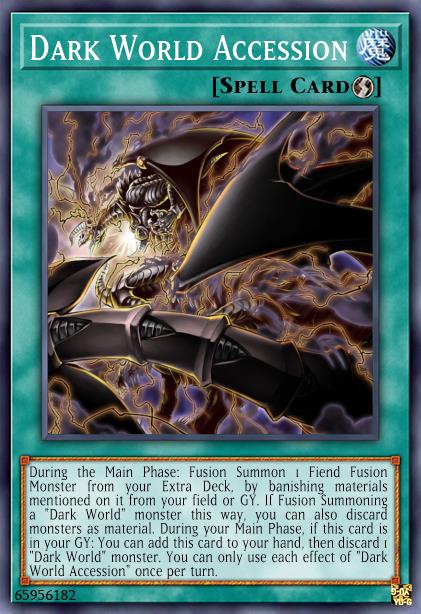 Dark World Accession
魔
[Spell Card]
During the Main Phase: Fusion Summon 1 Fiend Fusion
Monster from your Extra Deck, by banishing materials
mentioned on it from your field or GY. If Fusion Summoning
a "Dark World" monster this way, you can also discard
monsters as material. During your Main Phase, if this card is
in your GY: You can add this card to your hand, then discard 1
"Dark World" monster. You can only use each effect of "Dark
World Accession" once per turn.
65956182